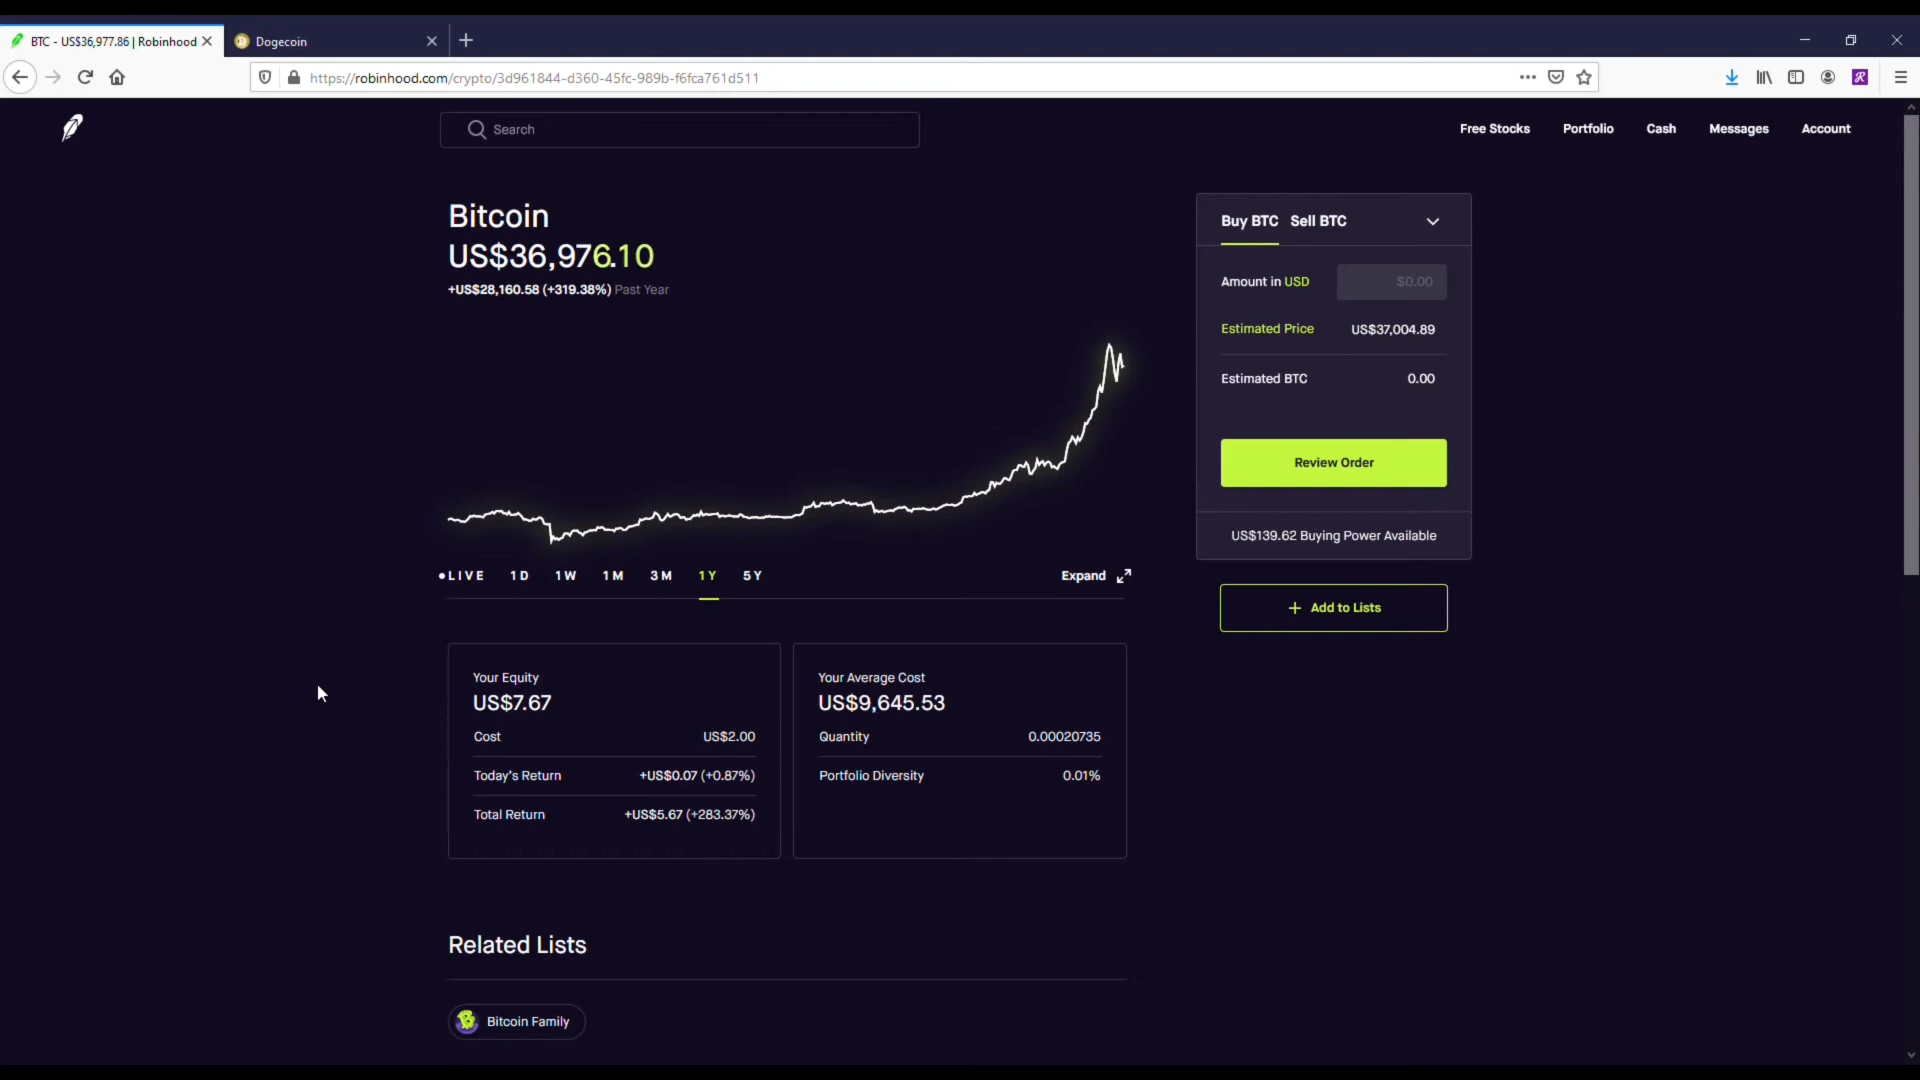 BTC - US$36,977.86 | Robinhood
Dogecoin
https://robinhood.com/crypto/3d961844-d360-45fc-989b-f6fca761d511
Search
Free Stocks Portfolio Cash Messages Account
Bitcoin
US$36,976.10
+US$28,160.58 (+319.38%) Past Year
LIVE 1D 1W 1M 3M 1Y 5Y
Expand
Buy BTC Sell BTC
Amount in USD $0.00
Estimated Price US$37,004.89
Estimated BTC 0.00
Review Order
US$139.62 Buying Power Available
+ Add to Lists
Your Equity
US$7.67
Cost US$2.00
Today's Return +US$0.07 (+0.87%)
Total Return +US$5.67 (+283.37%)
Your Average Cost
US$9,645.53
Quantity 0.00020735
Portfolio Diversity 0.01%
Related Lists
Bitcoin Family